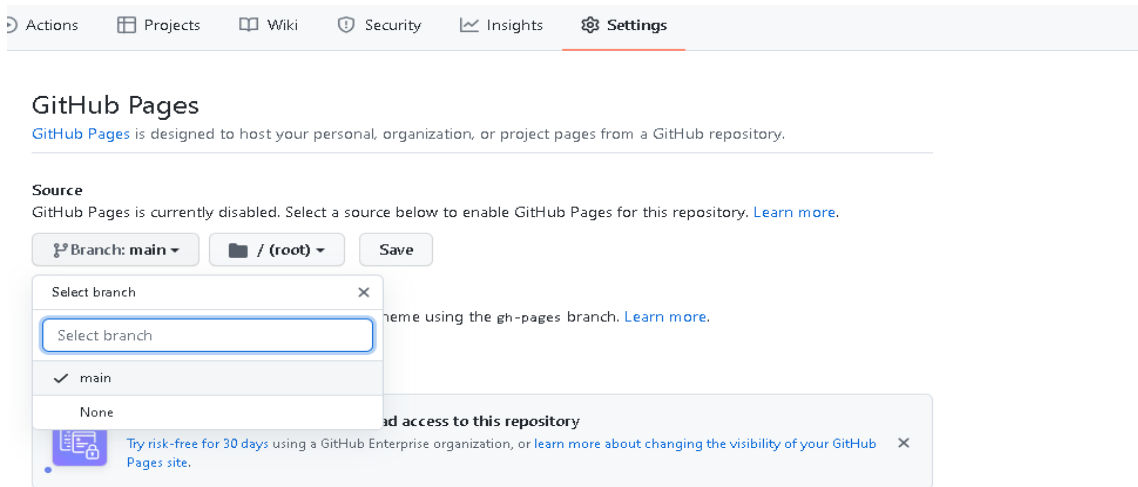 Actions Projects Wiki Security Insights Settings
GitHub Pages
GitHub Pages is designed to host your personal, organization, or project pages from a GitHub repository.
Source
GitHub Pages is currently disabled. Select a source below to enable GitHub Pages for this repository. Learn more.
Branch: main / (root) Save
Select branch
using the gh-pages branch. Learn more.
Select branch
main
None
access to this repository
Try risk-free for 30 days using a GitHub Enterprise organization, or learn more about changing the visibility of your GitHub
Pages site.